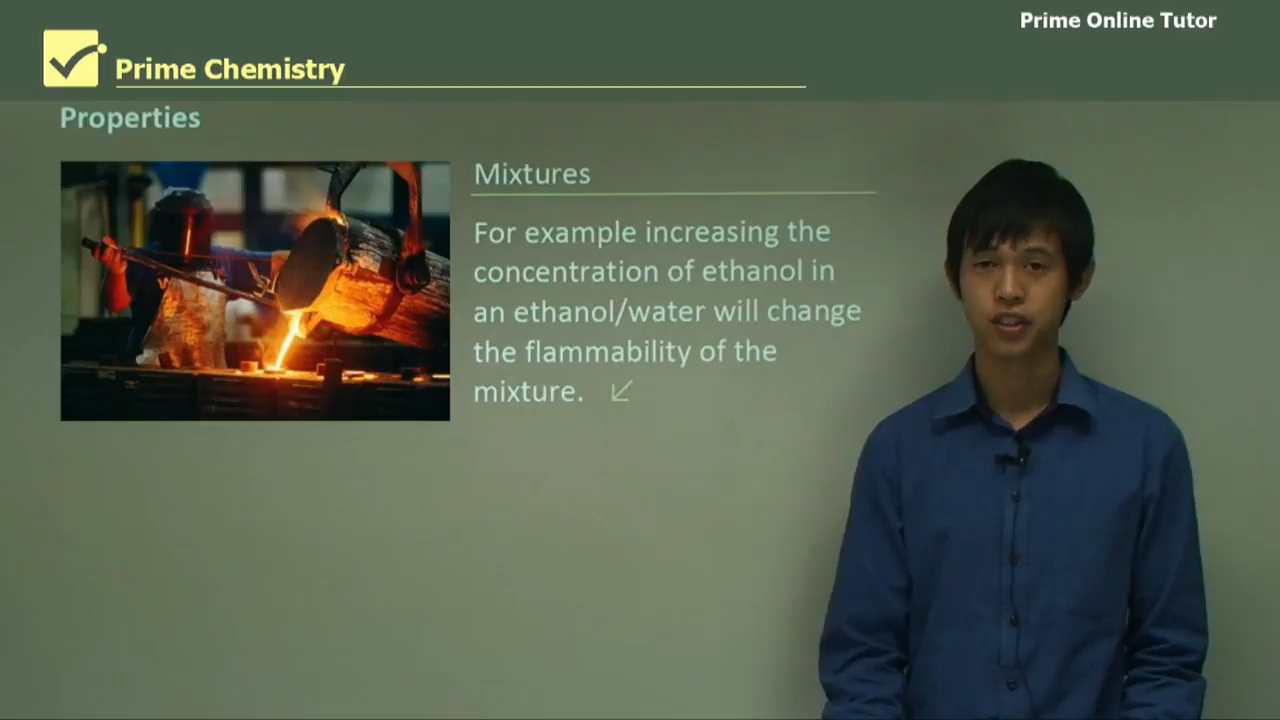 Prime Online Tutor
Prime Chemistry
Properties
Mixtures
For example increasing the
concentration of ethanol in
an ethanol/water will change
the flammability of the
mixture.